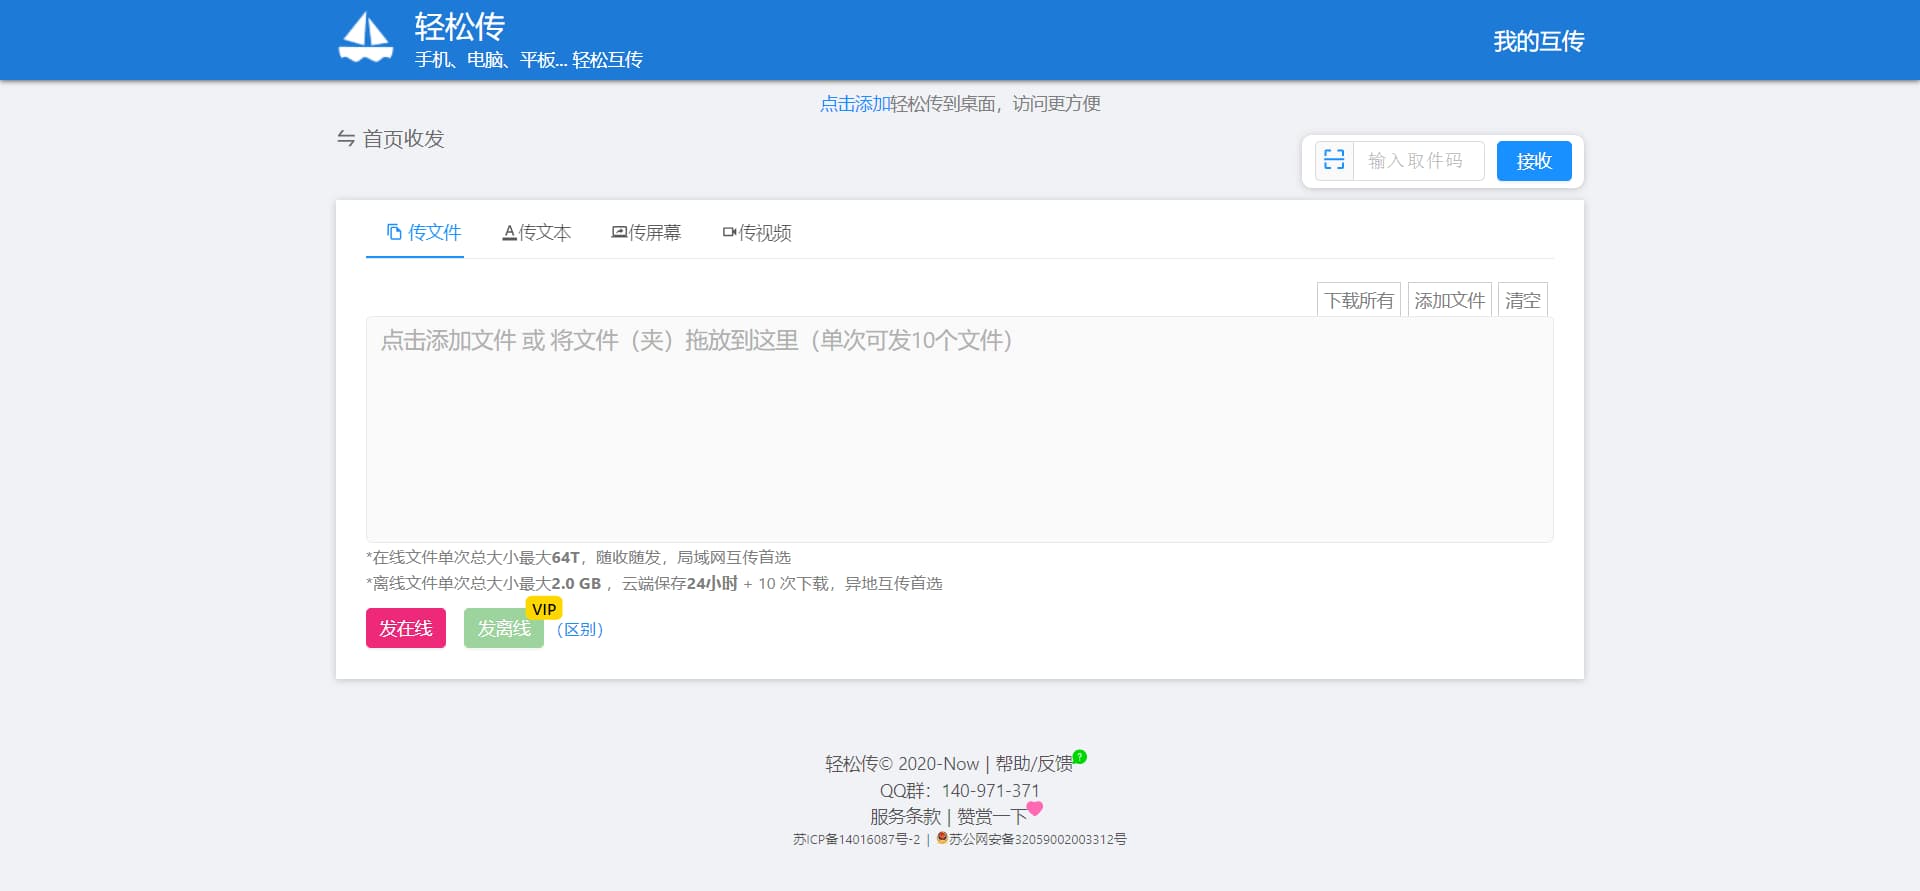 轻松传
手机、电脑、平板... 轻松互传
我的互传
点击添加轻松传到桌面，访问更方便
首页收发
输入取件码
接收
传文件
传文本
传屏幕
传视频
下载所有
添加文件
清空
点击添加文件 或 将文件（夹）拖放到这里（单次可发10个文件）
*在线文件单次总大小最大64T，随收随发，局域网互传首选
*离线文件单次总大小最大2.0 GB ，云端保存24小时 + 10 次下载，异地互传首选
发在线
发离线
VIP
（区别）
轻松传© 2020-Now | 帮助/反馈?
QQ群：140-971-371
服务条款 | 赞赏一下
苏ICP备14016087号-2 | 苏公网安备32059002003312号